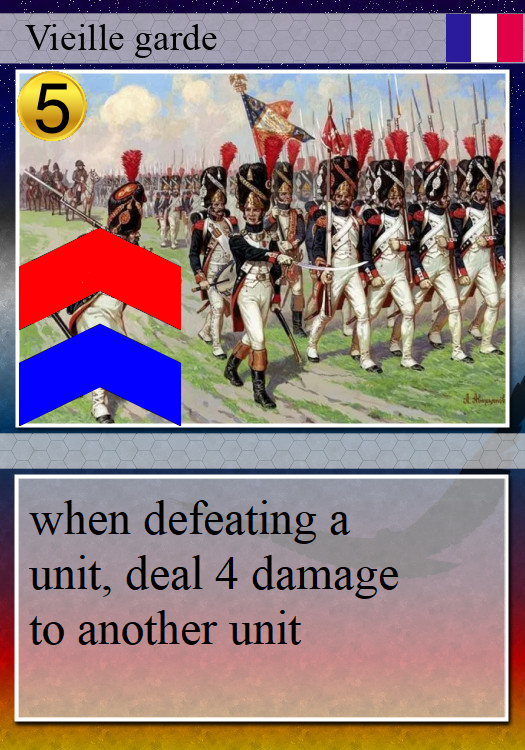 Vieille garde
5
when defeating a
unit, deal 4 damage
to another unit